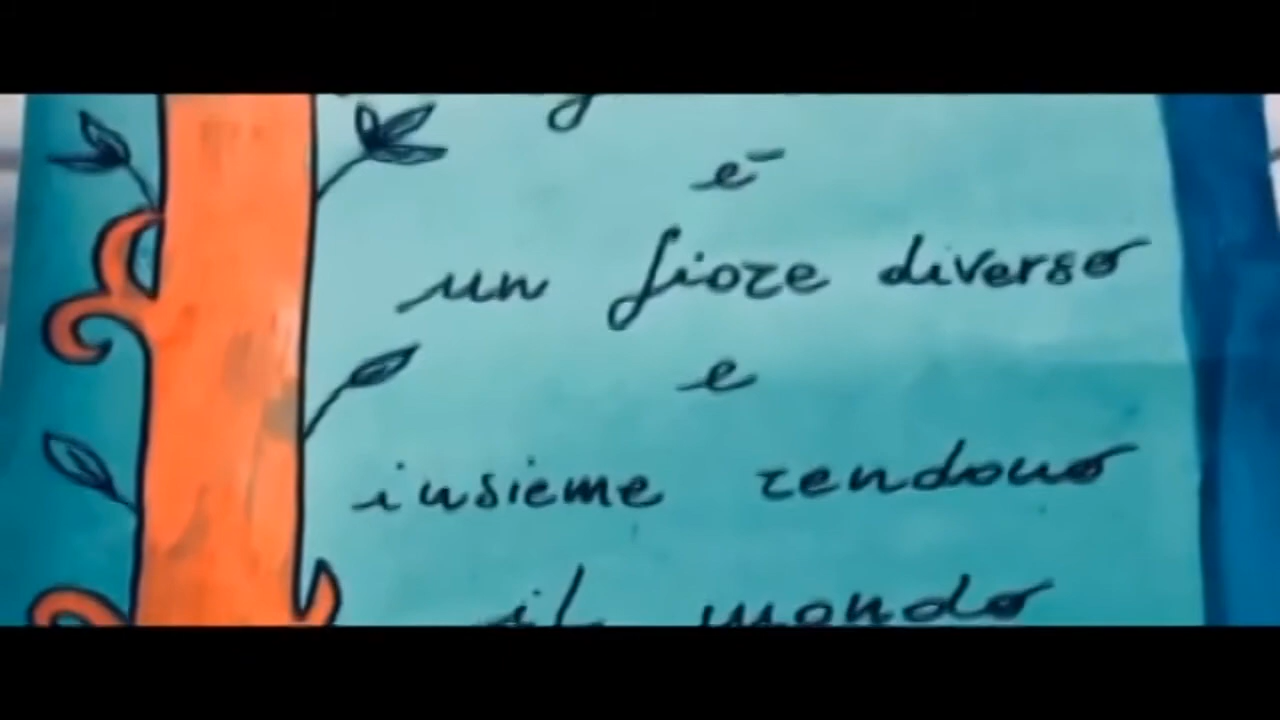 è
un fiore diverso
e
insieme rendono
il mondo